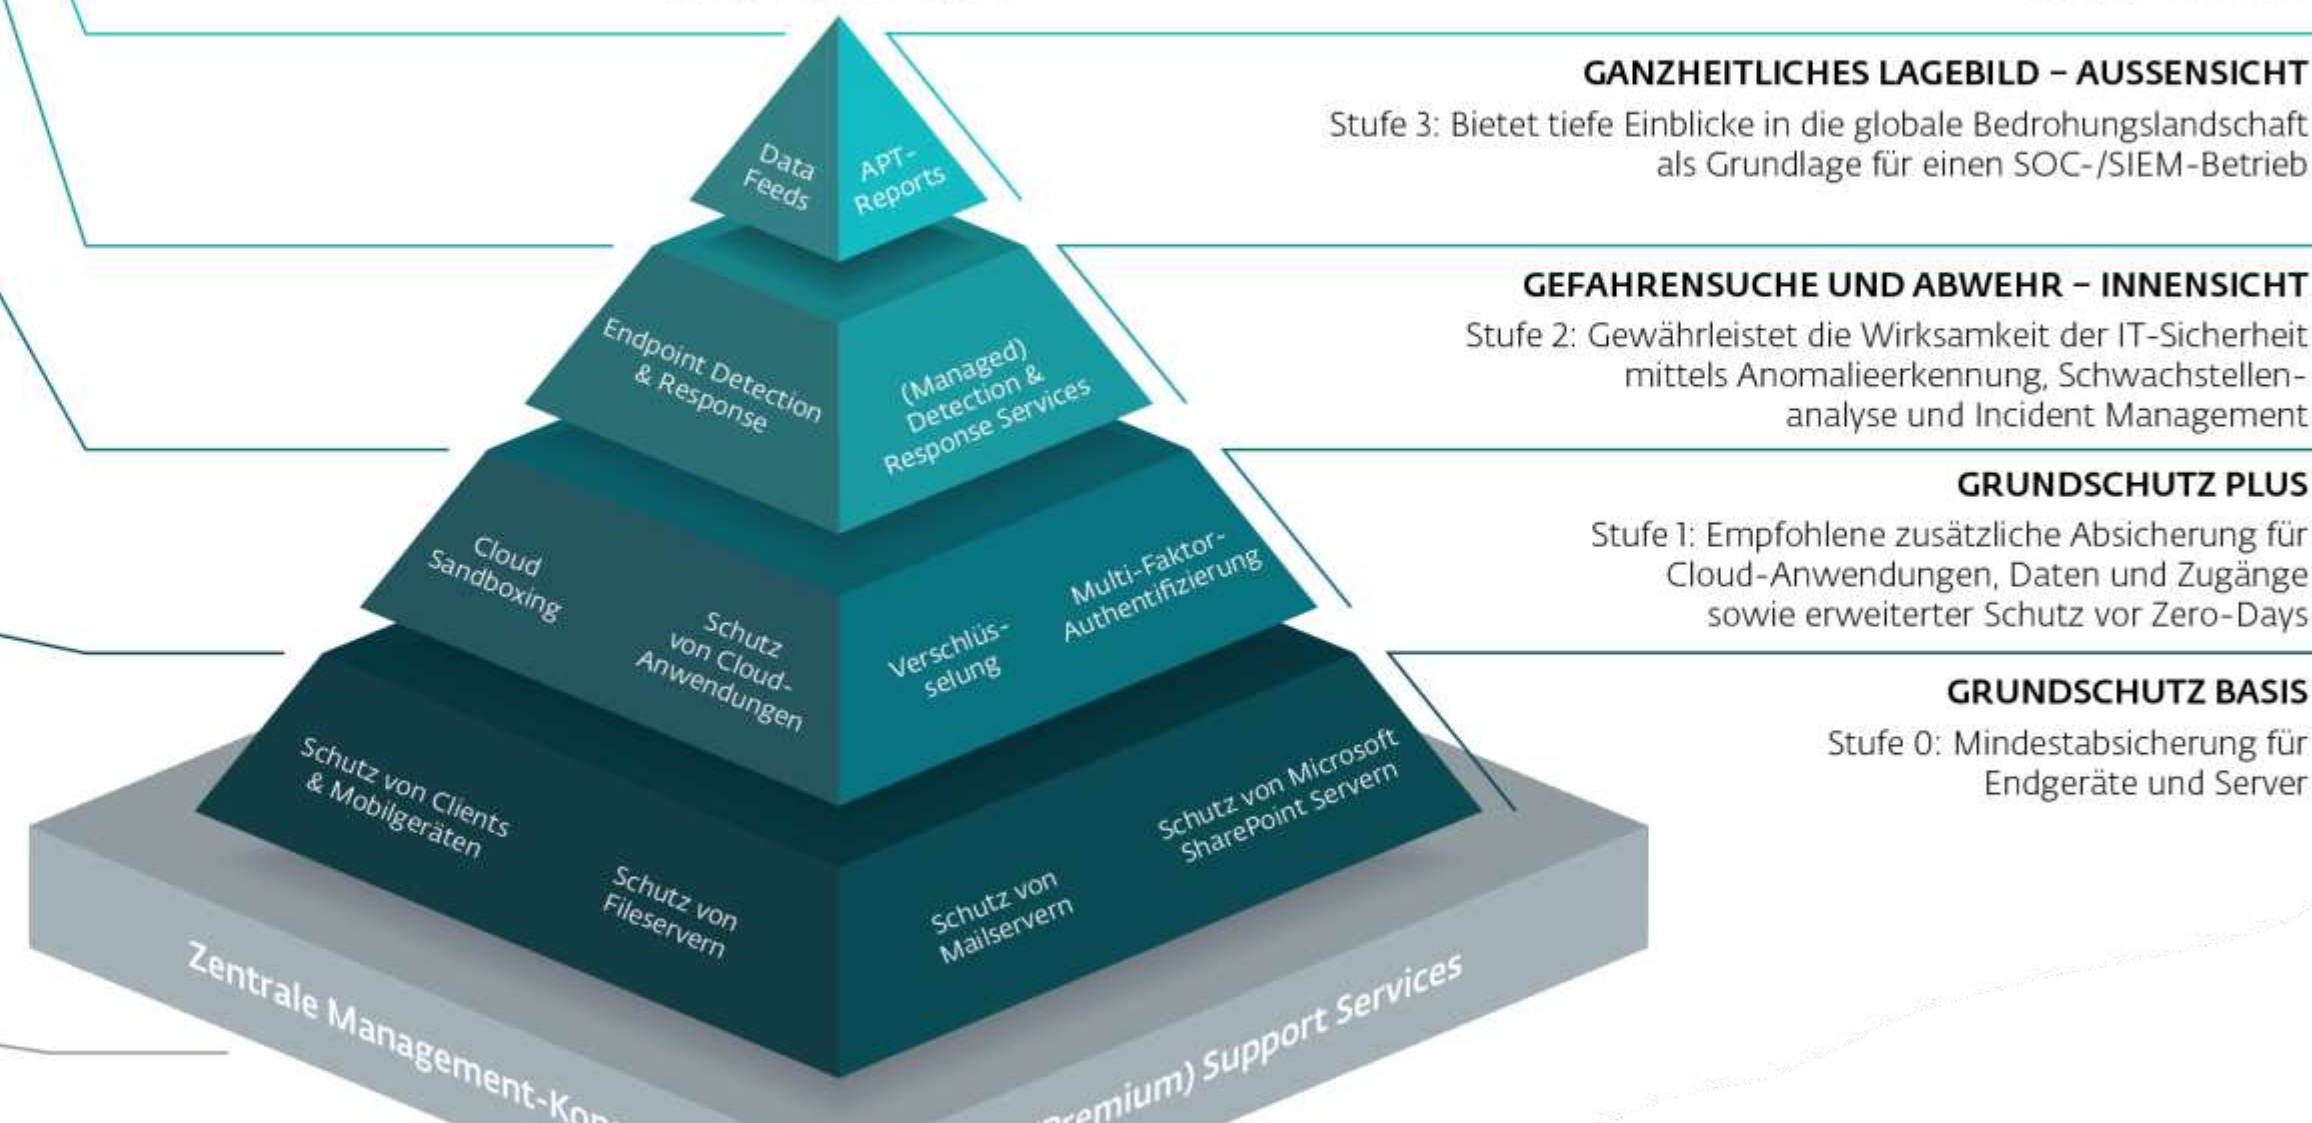 Data
Feeds
APT-
Reports
GANZHEITLICHES LAGEBILD – AUSSENSICHT
Stufe 3: Bietet tiefe Einblicke in die globale Bedrohungslandschaft
als Grundlage für einen SOC-/SIEM-Betrieb
Endpoint Detection
& Response
(Managed)
Detection &
Response Services
GEFAHRENSUCHE UND ABWEHR – INNENSICHT
Stufe 2: Gewährleistet die Wirksamkeit der IT-Sicherheit
mittels Anomalieerkennung, Schwachstellen-
analyse und Incident Management
Cloud
Sandboxing
Schutz
von Cloud-
Anwendungen
Verschlüs-
selung
Multi-Faktor-
Authentifizierung
GRUNDSCHUTZ PLUS
Stufe 1: Empfohlene zusätzliche Absicherung für
Cloud-Anwendungen, Daten und Zugänge
sowie erweiterter Schutz vor Zero-Days
Schutz von Clients
& Mobilgeräten
Schutz von
Fileservern
Schutz von
Mailservern
Schutz von Microsoft
SharePoint Servern
GRUNDSCHUTZ BASIS
Stufe 0: Mindestabsicherung für
Endgeräte und Server
Zentrale Management-Kon
Premium) Support Services